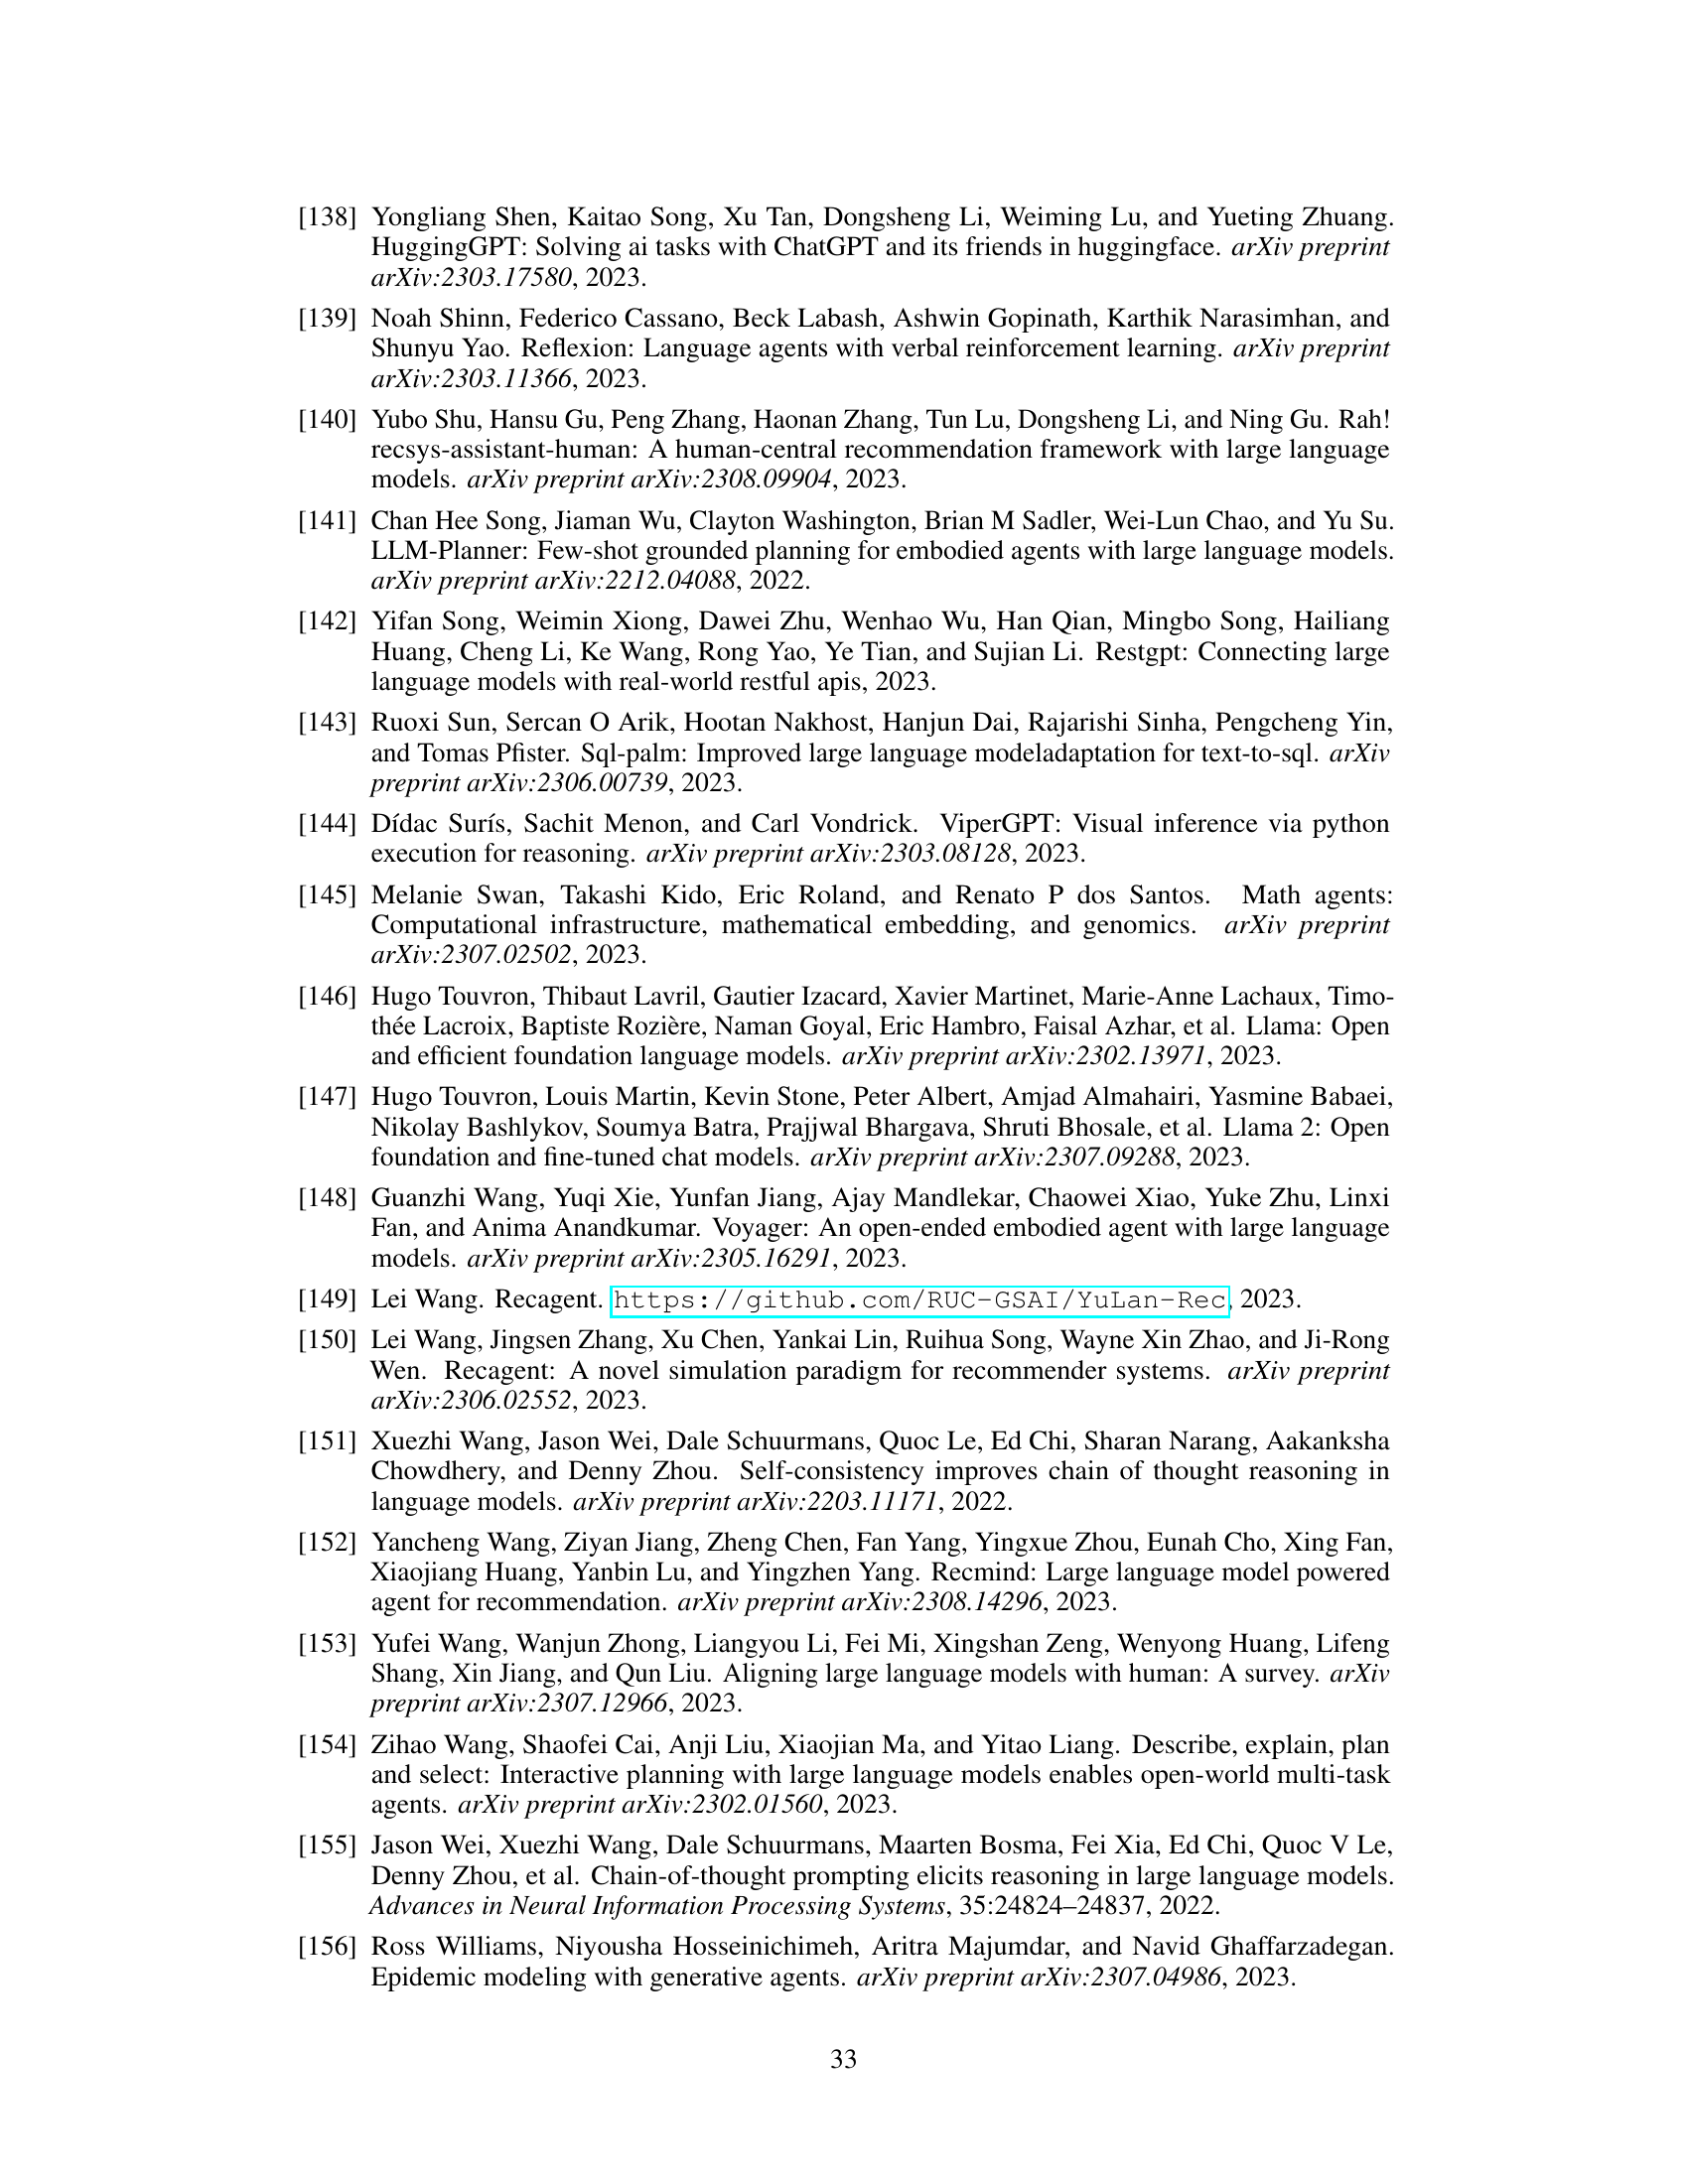 [138] Yongliang Shen, Kaitao Song, Xu Tan, Dongsheng Li, Weiming Lu, and Yueting Zhuang.
HuggingGPT: Solving ai tasks with ChatGPT and its friends in huggingface. arXiv preprint
arXiv:2303.17580, 2023.
[139] Noah Shinn, Federico Cassano, Beck Labash, Ashwin Gopinath, Karthik Narasimhan, and
Shunyu Yao. Reflexion: Language agents with verbal reinforcement learning. arXiv preprint
arXiv:2303.11366, 2023.
[140] Yubo Shu, Hansu Gu, Peng Zhang, Haonan Zhang, Tun Lu, Dongsheng Li, and Ning Gu. Rah!
recsys-assistant-human: A human-central recommendation framework with large language
models. arXiv preprint arXiv:2308.09904, 2023.
[141] Chan Hee Song, Jiaman Wu, Clayton Washington, Brian M Sadler, Wei-Lun Chao, and Yu Su.
LLM-Planner: Few-shot grounded planning for embodied agents with large language models.
arXiv preprint arXiv:2212.04088, 2022.
[142] Yifan Song, Weimin Xiong, Dawei Zhu, Wenhao Wu, Han Qian, Mingbo Song, Hailiang
Huang, Cheng Li, Ke Wang, Rong Yao, Ye Tian, and Sujian Li. Restgpt: Connecting large
language models with real-world restful apis, 2023.
[143] Ruoxi Sun, Sercan O Arik, Hootan Nakhost, Hanjun Dai, Rajarishi Sinha, Pengcheng Yin,
and Tomas Pfister. Sql-palm: Improved large language modeladaptation for text-to-sql. arXiv
preprint arXiv:2306.00739, 2023.
[144] Dídac Surís, Sachit Menon, and Carl Vondrick. ViperGPT: Visual inference via python
execution for reasoning. arXiv preprint arXiv:2303.08128, 2023.
[145] Melanie Swan, Takashi Kido, Eric Roland, and Renato P dos Santos. Math agents:
Computational infrastructure, mathematical embedding, and genomics. arXiv preprint
arXiv:2307.02502, 2023.
[146] Hugo Touvron, Thibaut Lavril, Gautier Izacard, Xavier Martinet, Marie-Anne Lachaux, Timo-
thée Lacroix, Baptiste Rozière, Naman Goyal, Eric Hambro, Faisal Azhar, et al. Llama: Open
and efficient foundation language models. arXiv preprint arXiv:2302.13971, 2023.
[147] Hugo Touvron, Louis Martin, Kevin Stone, Peter Albert, Amjad Almahairi, Yasmine Babaei,
Nikolay Bashlykov, Soumya Batra, Prajjwal Bhargava, Shruti Bhosale, et al. Llama 2: Open
foundation and fine-tuned chat models. arXiv preprint arXiv:2307.09288, 2023.
[148] Guanzhi Wang, Yuqi Xie, Yunfan Jiang, Ajay Mandlekar, Chaowei Xiao, Yuke Zhu, Linxi
Fan, and Anima Anandkumar. Voyager: An open-ended embodied agent with large language
models. arXiv preprint arXiv:2305.16291, 2023.
[149] Lei Wang. Recagent. https://github.com/RUC-GSAI/YuLan-Rec, 2023.
[150] Lei Wang, Jingsen Zhang, Xu Chen, Yankai Lin, Ruihua Song, Wayne Xin Zhao, and Ji-Rong
Wen. Recagent: A novel simulation paradigm for recommender systems. arXiv preprint
arXiv:2306.02552, 2023.
[151] Xuezhi Wang, Jason Wei, Dale Schuurmans, Quoc Le, Ed Chi, Sharan Narang, Aakanksha
Chowdhery, and Denny Zhou. Self-consistency improves chain of thought reasoning in
language models. arXiv preprint arXiv:2203.11171, 2022.
[152] Yancheng Wang, Ziyan Jiang, Zheng Chen, Fan Yang, Yingxue Zhou, Eunah Cho, Xing Fan,
Xiaojiang Huang, Yanbin Lu, and Yingzhen Yang. Recmind: Large language model powered
agent for recommendation. arXiv preprint arXiv:2308.14296, 2023.
[153] Yufei Wang, Wanjun Zhong, Liangyou Li, Fei Mi, Xingshan Zeng, Wenyong Huang, Lifeng
Shang, Xin Jiang, and Qun Liu. Aligning large language models with human: A survey. arXiv
preprint arXiv:2307.12966, 2023.
[154] Zihao Wang, Shaofei Cai, Anji Liu, Xiaojian Ma, and Yitao Liang. Describe, explain, plan
and select: Interactive planning with large language models enables open-world multi-task
agents. arXiv preprint arXiv:2302.01560, 2023.
[155] Jason Wei, Xuezhi Wang, Dale Schuurmans, Maarten Bosma, Fei Xia, Ed Chi, Quoc V Le,
Denny Zhou, et al. Chain-of-thought prompting elicits reasoning in large language models.
Advances in Neural Information Processing Systems, 35:24824–24837, 2022.
[156] Ross Williams, Niyousha Hosseinichimeh, Aritra Majumdar, and Navid Ghaffarzadegan.
Epidemic modeling with generative agents. arXiv preprint arXiv:2307.04986, 2023.
33